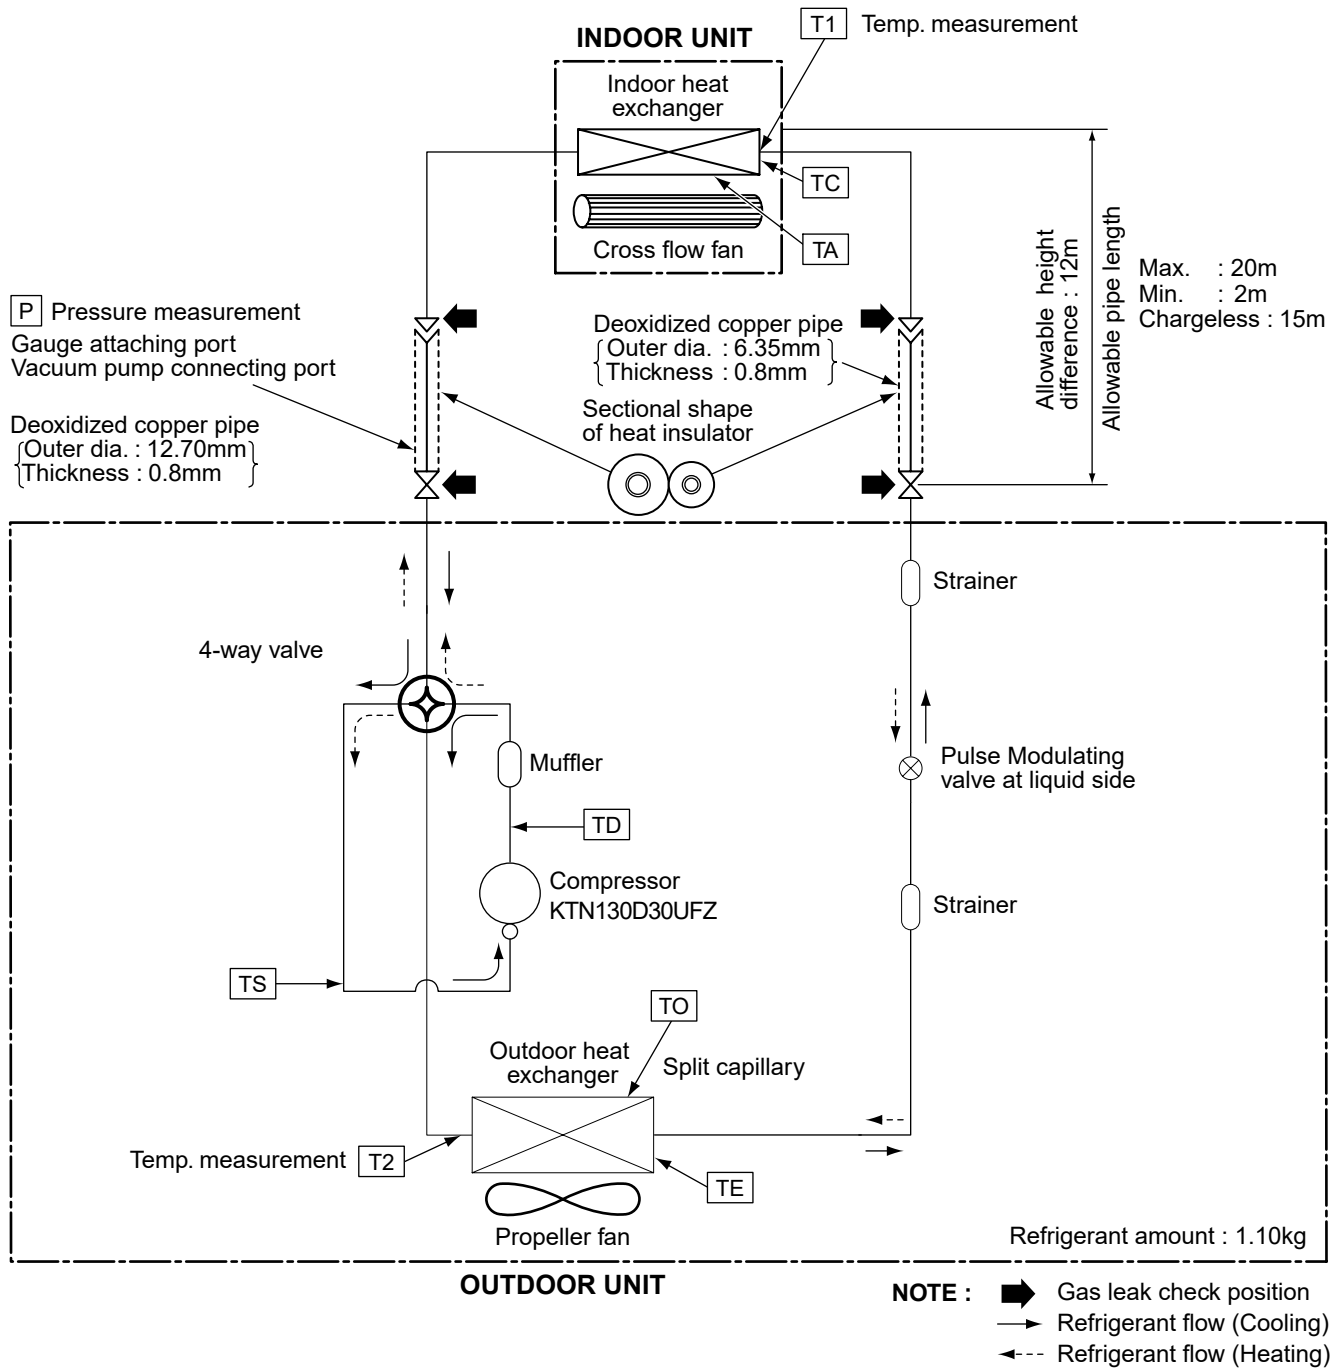 T1 Temp. measurement
INDOOR UNIT
Indoor heat
exchanger
TC
Cross flow fan
TA
Allowable height
difference : 12m
Allowable pipe length
Max. : 20m
Min. : 2m
Chargeless : 15m
P Pressure measurement
Gauge attaching port
Vacuum pump connecting port
Deoxidized copper pipe
Outer dia. : 12.70mm
Thickness : 0.8mm
Deoxidized copper pipe
Outer dia. : 6.35mm
Thickness : 0.8mm
Sectional shape
of heat insulator
Strainer
4-way valve
Muffler
Pulse Modulating
valve at liquid side
TD
Compressor
KTN130D30UFZ
Strainer
TS
TO
Outdoor heat
exchanger
Split capillary
Temp. measurement T2
TE
Propeller fan
Refrigerant amount : 1.10kg
OUTDOOR UNIT
NOTE : Gas leak check position
Refrigerant flow (Cooling)
Refrigerant flow (Heating)